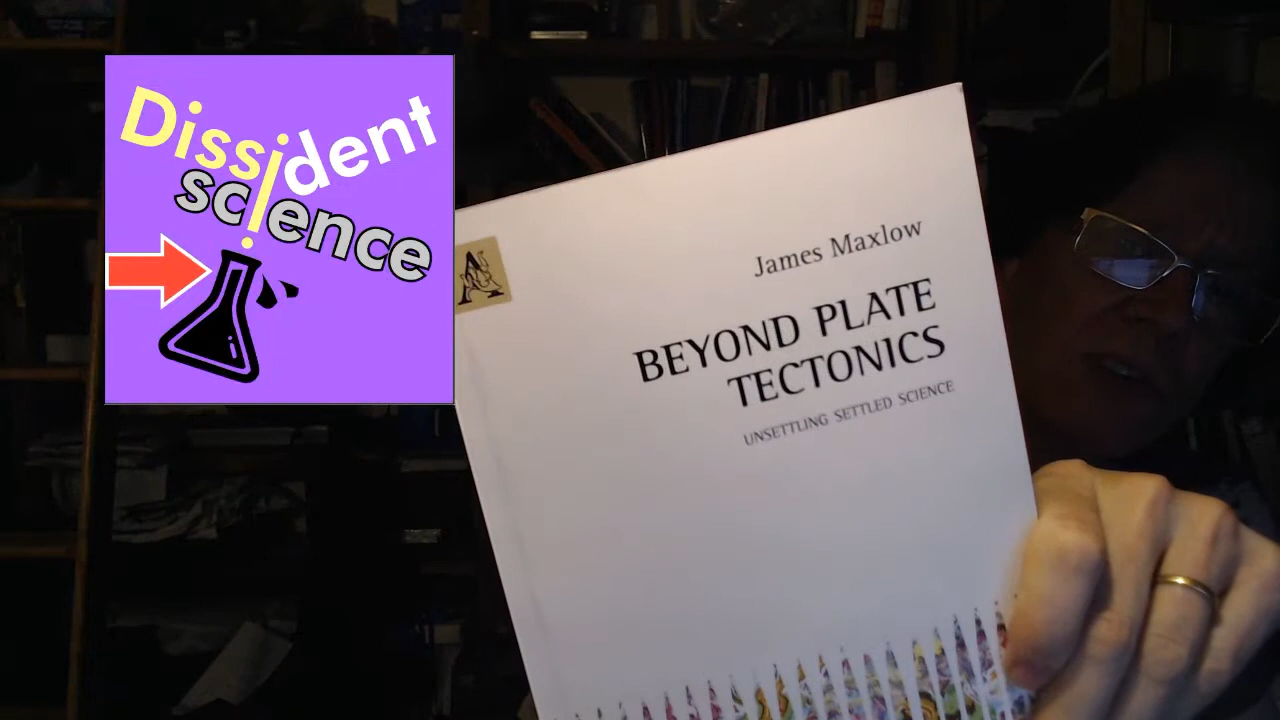 Dissident
science
James Maxlow
BEYOND PLATE
TECTONICS
UNSETTLING SETTLED SCIENCE